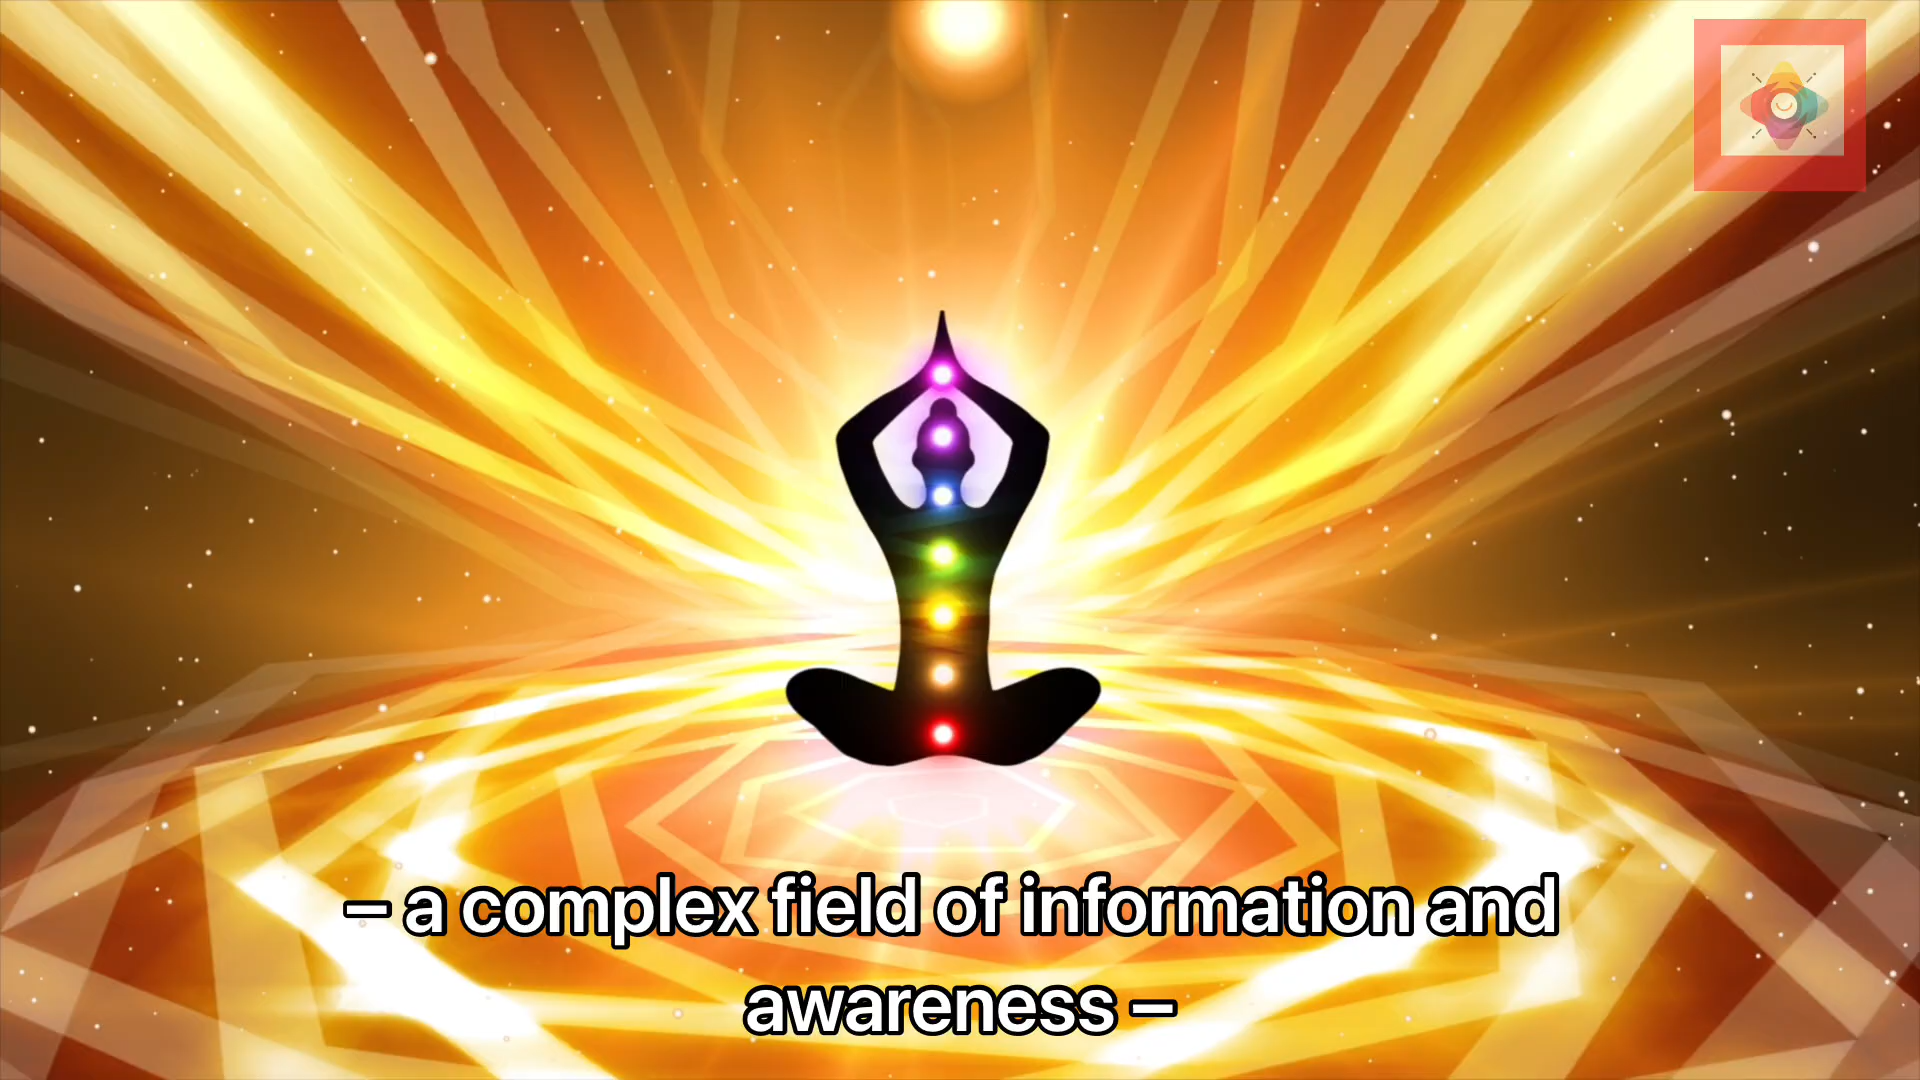 – a complex field of information and
awareness –